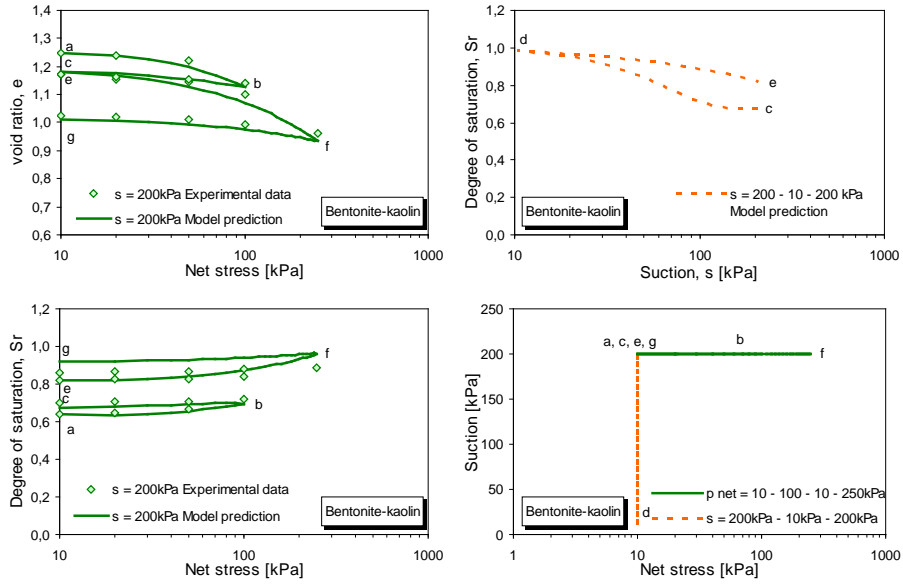 1,4
1,3
1,2
1,1
1,0
0,9
0,8
0,7
0,6
void ratio, e
a
c
e
g
b
f
s = 200kPa Experimental data
s = 200kPa Model prediction
Bentonite-kaolin
10
100
1000
Net stress [kPa]
1,2
1,0
0,8
0,6
0,4
0,2
0,0
Degree of saturation, Sr
d
e
c
s = 200 - 10 - 200 kPa
Model prediction
Bentonite-kaolin
10
100
1000
Suction, s [kPa]
1,2
1,0
0,8
0,6
0,4
0,2
0,0
Degree of saturation, Sr
g
e
c
a
b
f
s = 200kPa Experimental data
s = 200kPa Model prediction
Bentonite-kaolin
10
100
1000
Net stress [kPa]
250
200
150
100
50
0
Suction [kPa]
a, c, e, g
b
f
d
p net = 10 - 100 - 10 - 250kPa
s = 200kPa - 10kPa - 200kPa
Bentonite-kaolin
1
10
100
1000
Net stress [kPa]